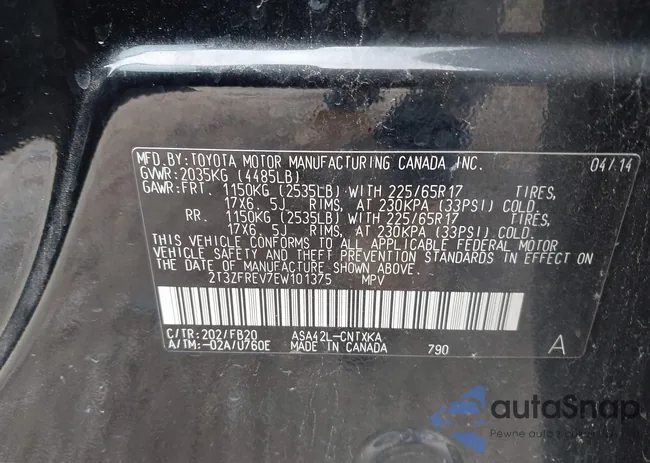 MFD.BY:TOYOTA MOTOR MANUFACTURING CANADA INC. 04/14
GVWR:2035KG (4485LB)
GAWR:FRT. 1150KG (2535LB) WITH 225/65R17 TIRES,
17X6. 5J RIMS, AT 230KPA (33PSI) COLD.
RR. 1150KG (2535LB) WITH 225/65R17 TIRES,
17X6. 5J RIMS, AT 230KPA (33PSI) COLD.
THIS VEHICLE CONFORMS TO ALL APPLICABLE FEDERAL MOTOR
VEHICLE SAFETY AND THEFT PREVENTION STANDARDS IN EFFECT ON THE
DATE OF MANUFACTURE SHOWN ABOVE.
2T3ZFREV7EW101375 MPV
C/TR:202/FB20 ASA42L-CNTXKA
A/TM:-02A/U760E MADE IN CANADA 790 A
autoSnap
Pewne auto z